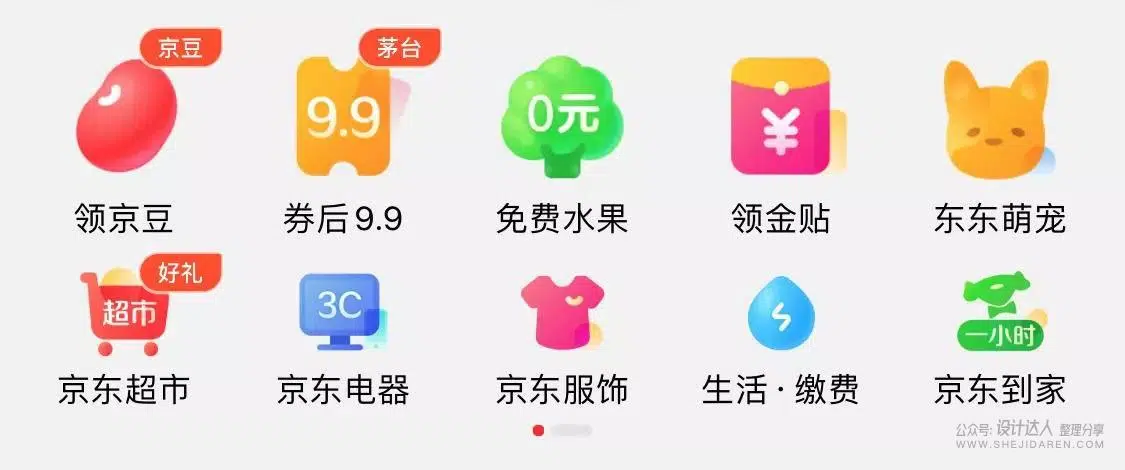 京豆
茅台
9.9
0元
¥
领京豆
券后9.9
免费水果
领金贴
东东萌宠
好礼
超市
3C
一小时
京东超市
京东电器
京东服饰
生活·缴费
京东到家
公众号: 设计达人 整理分享
WWW.SHEJIDAREN.COM